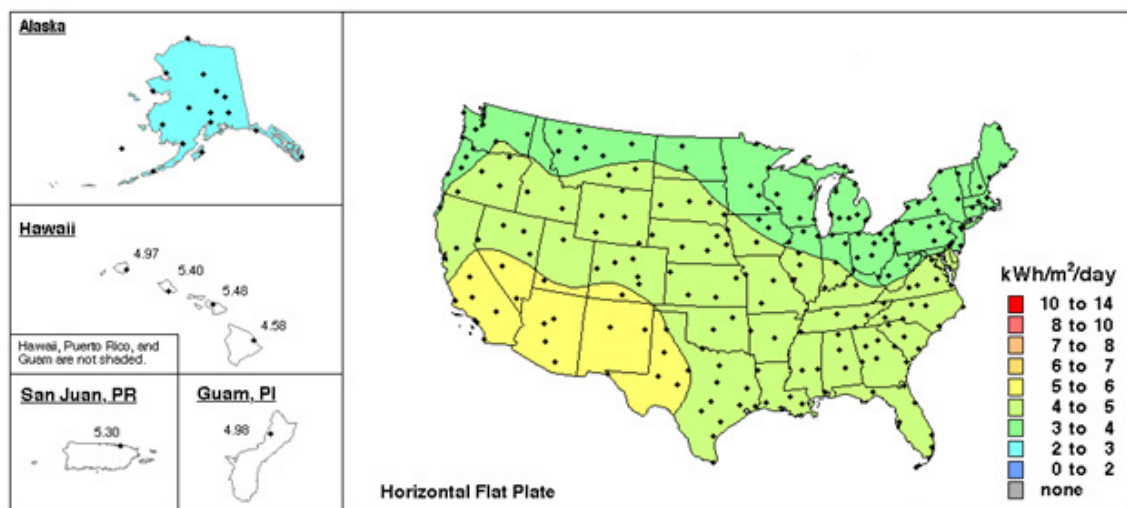 Alaska
Hawaii
4.97
5.40
5.48
4.58
Hawaii, Puerto Rico, and
Guam are not shaded.
San Juan, PR
5.30
Guam, PI
4.98
Horizontal Flat Plate
kWh/m²/day
10 to 14
8 to 10
7 to 8
6 to 7
5 to 6
4 to 5
3 to 4
2 to 3
0 to 2
none